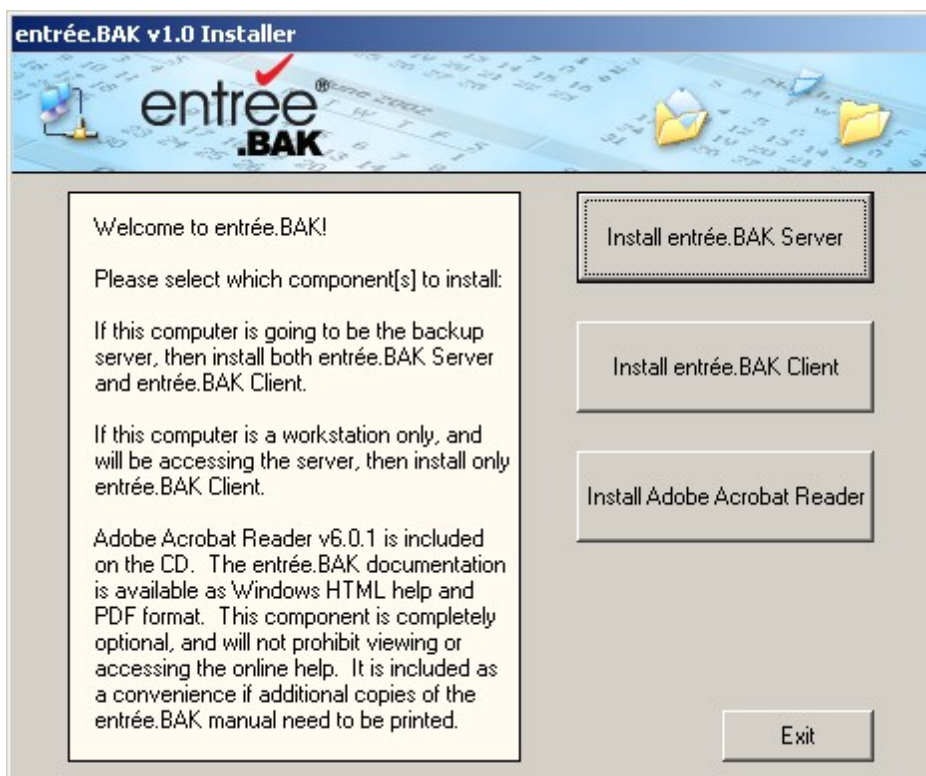 entrée.BAK v1.0 Installer
entrée®
.BAK
June 2002
Welcome to entrée.BAK!
Please select which component[s] to install:
If this computer is going to be the backup
server, then install both entrée.BAK Server
and entrée.BAK Client.
If this computer is a workstation only, and
will be accessing the server, then install only
entrée.BAK Client.
Adobe Acrobat Reader v6.0.1 is included
on the CD.  The entrée.BAK documentation
is available as Windows HTML help and
PDF format.  This component is completely
optional, and will not prohibit viewing or
accessing the online help.  It is included as
a convenience if additional copies of the
entrée.BAK manual need to be printed.
Install entrée.BAK Server
Install entrée.BAK Client
Install Adobe Acrobat Reader
Exit